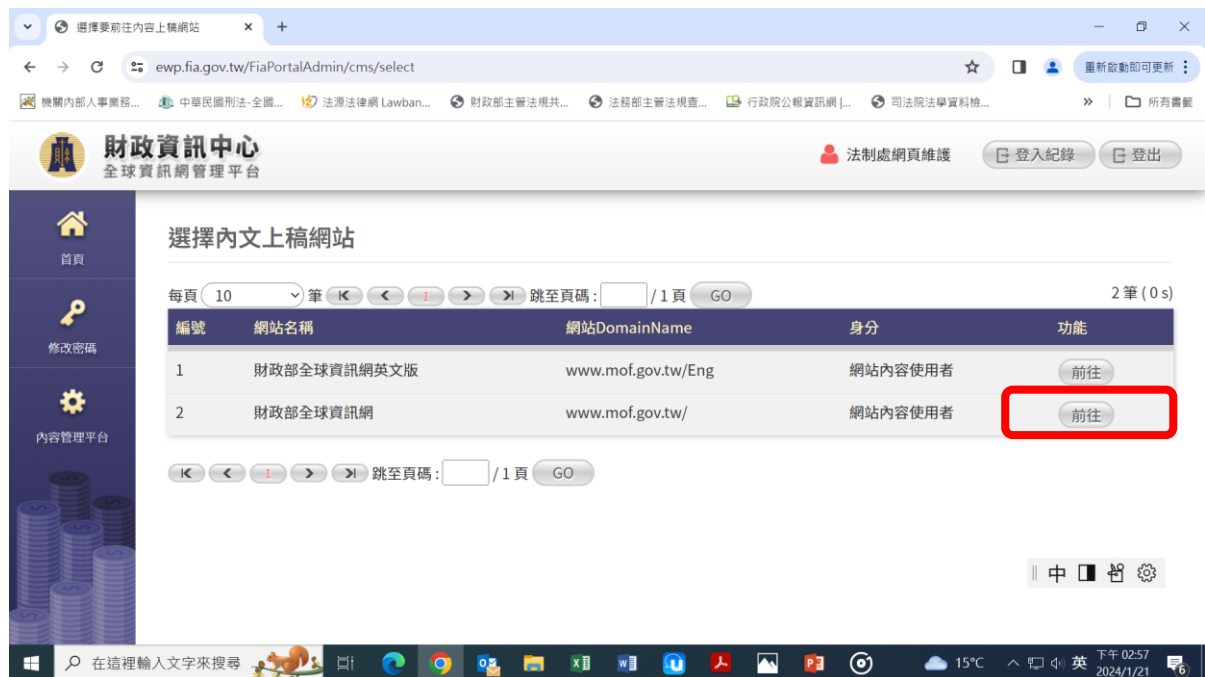 選擇要前往內容上稿網站
ewp.fia.gov.tw/FiaPortalAdmin/cms/select
重新啟動即可更新
機關內部人事業務... 中華民國刑法-全國... 法源法律網 Lawban... 財政部主管法規共... 法務部主管法規查... 行政院公報資訊網 |... 司法院法學資料檢... » 所有書籤
財政資訊中心
全球資訊網管理平台
法制處網頁維護 登入紀錄 登出
首頁
修改密碼
內容管理平台
選擇內文上稿網站
每頁 10 筆 1 跳至頁碼 : / 1 頁 GO 2 筆 ( 0 s)
編號 網站名稱 網站DomainName 身分 功能
1 財政部全球資訊網英文版 www.mof.gov.tw/Eng 網站內容使用者 前往
2 財政部全球資訊網 www.mof.gov.tw/ 網站內容使用者 前往
1 跳至頁碼 : / 1 頁 GO
中
在這裡輸入文字來搜尋
15°C 英 下午 02:57
2024/1/21
6